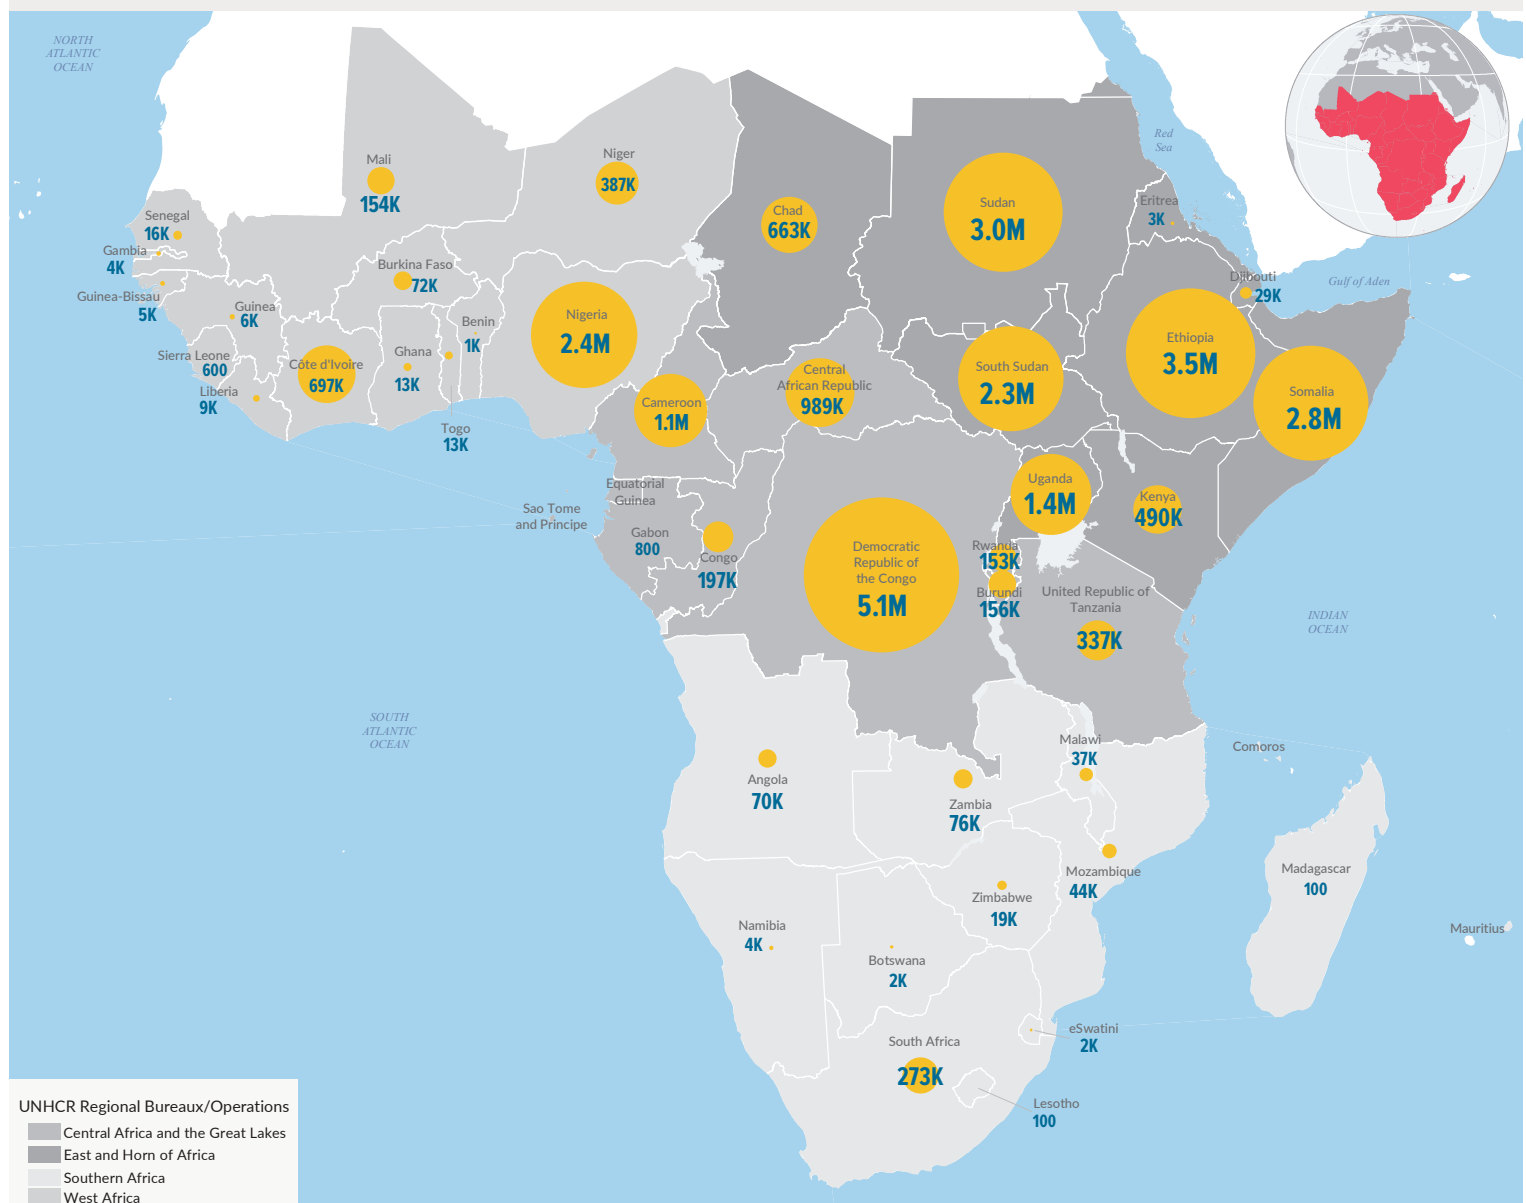 NORTH
ATLANTIC
OCEAN
Mali
154K
Niger
387K
Chad
663K
Sudan
3.0M
Red
Sea
Eritrea
3K
Senegal
16K
Gambia
4K
Guinea-Bissau
5K
Guinea
6K
Burkina Faso
72K
Djibouti
29K
Gulf of Aden
Sierra Leone
600
Liberia
9K
Côte d'Ivoire
697K
Ghana
13K
Benin
1K
Togo
13K
Nigeria
2.4M
Cameroon
1.1M
Central
African Republic
989K
South Sudan
2.3M
Ethiopia
3.5M
Somalia
2.8M
Equatorial
Guinea
Sao Tome
and Principe
Gabon
800
Congo
197K
Democratic
Republic of
the Congo
5.1M
Uganda
1.4M
Kenya
490K
Rwanda
153K
Burundi
156K
United Republic of
Tanzania
337K
INDIAN
OCEAN
SOUTH
ATLANTIC
OCEAN
Angola
70K
Zambia
76K
Malawi
37K
Comoros
Mozambique
44K
Zimbabwe
19K
Madagascar
100
Mauritius
Namibia
4K
Botswana
2K
South Africa
273K
eSwatini
2K
Lesotho
100
UNHCR Regional Bureaux/Operations
Central Africa and the Great Lakes
East and Horn of Africa
Southern Africa
West Africa